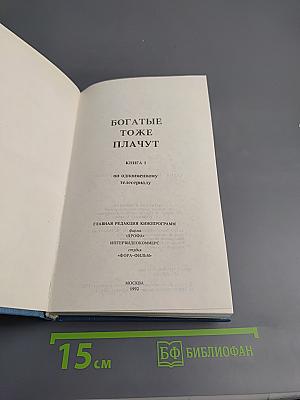 БОГАТЫЕ
ТОЖЕ
ПЛАЧУТ
КНИГА 1
по одноименному
телесериалу
ГЛАВНАЯ РЕДАКЦИЯ КИНОПРОГРАММ
фирма
«ДРОФА»
ИНТЕРВИДЕОКОММЕРС
студия
«ФОРА-ФИЛЬМ»
МОСКВА
1992
15 см
БФ БИБЛИОФАН